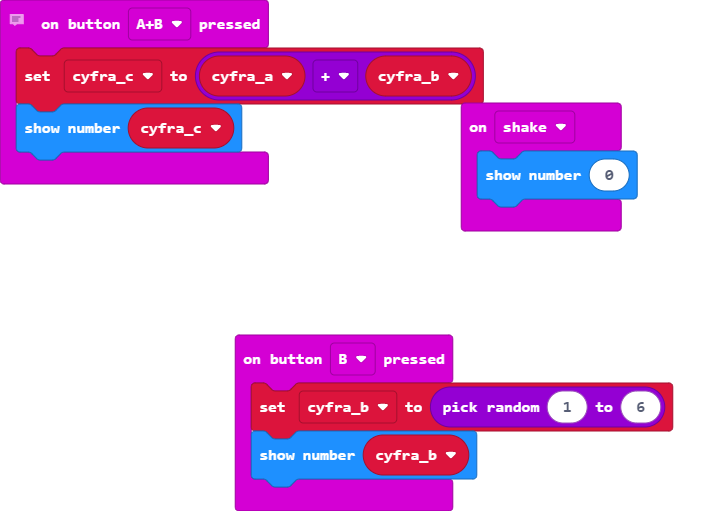 on button A+B pressed
set cyfra_c to cyfra_a + cyfra_b
show number cyfra_c
on shake
show number 0
on button B pressed
set cyfra_b to pick random 1 to 6
show number cyfra_b